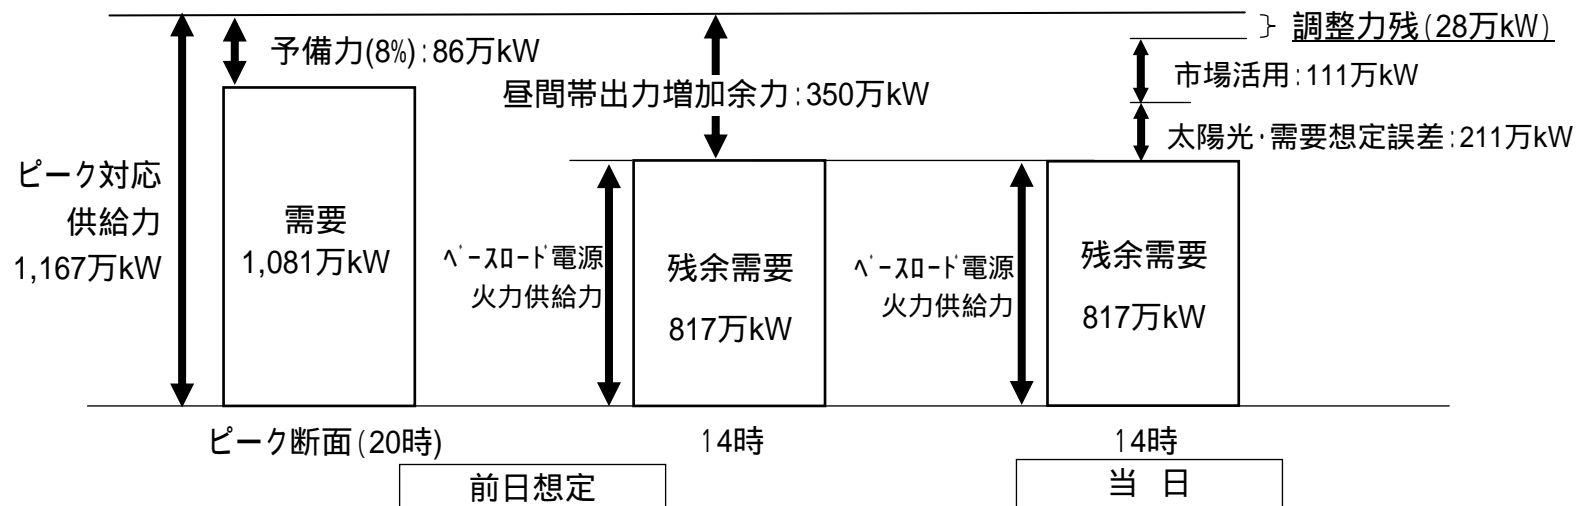 予備力(8%):86万kW
昼間帯出力増加余力:350万kW
} 調整力残(28万kW)
市場活用:111万kW
太陽光・需要想定誤差:211万kW
ピーク対応
供給力
1,167万kW
需要
1,081万kW
ﾍﾞｰｽﾛｰﾄﾞ電源
火力供給力
残余需要
817万kW
ﾍﾞｰｽﾛｰﾄﾞ電源
火力供給力
残余需要
817万kW
ピーク断面(20時)
14時
14時
前日想定
当 日